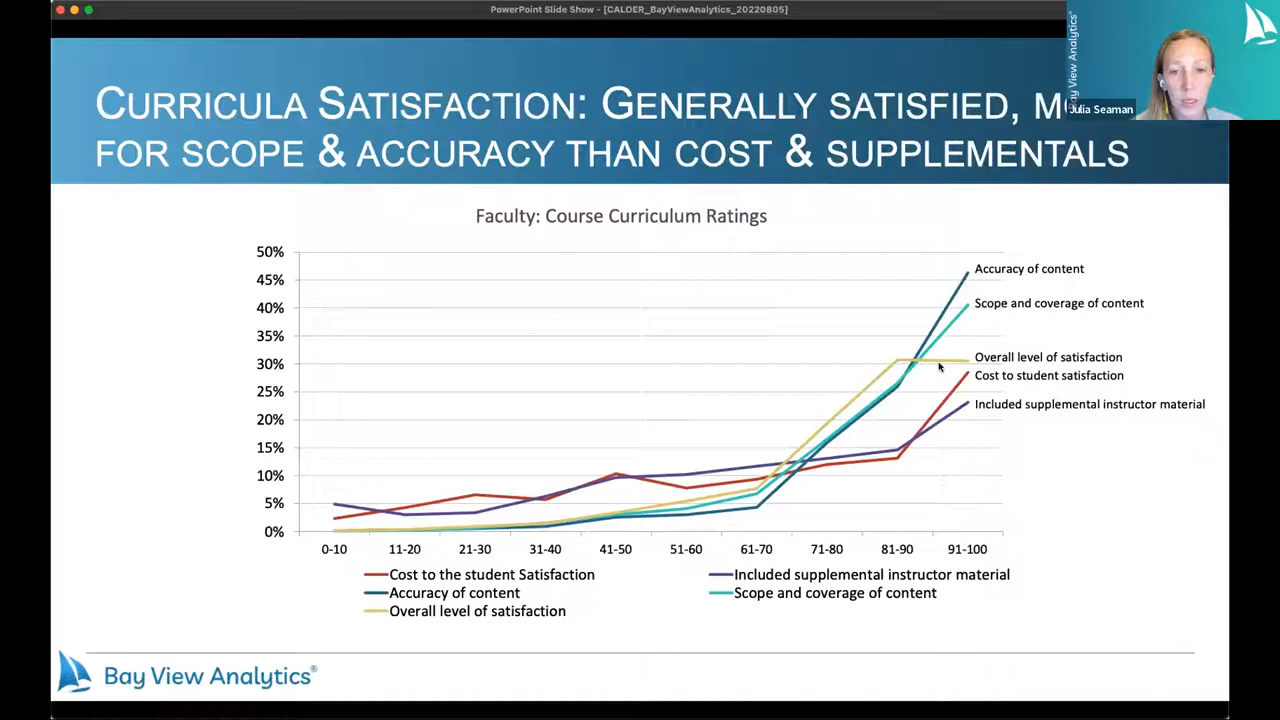 PowerPoint Slide Show - [CALDER_BayViewAnalytics_20220805]
Bay View Analytics®
Julia Seaman
CURRICULA SATISFACTION: GENERALLY SATISFIED,
FOR SCOPE & ACCURACY THAN COST & SUPPLEMENTALS
Faculty: Course Curriculum Ratings
50%
45%
40%
35%
30%
25%
20%
15%
10%
5%
0%
Accuracy of content
Scope and coverage of content
Overall level of satisfaction
Cost to student satisfaction
Included supplemental instructor material
0-10 11-20 21-30 31-40 41-50 51-60 61-70 71-80 81-90 91-100
Cost to the student Satisfaction Included supplemental instructor material
Accuracy of content Scope and coverage of content
Overall level of satisfaction
Bay View Analytics®